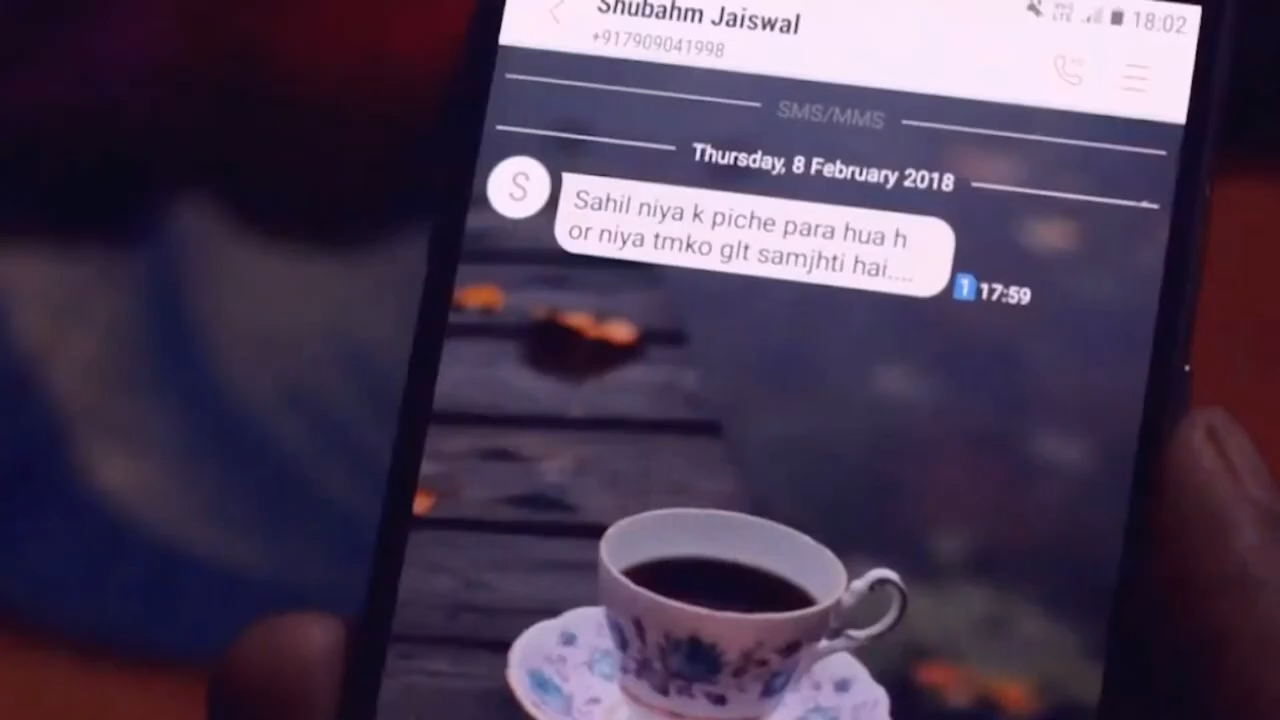 Shubahm Jaiswal
18:02
+917909041998
SMS/MMS
Thursday, 8 February 2018
S
Sahil niya k piche para hua h
or niya tmko glt samjhti hai....
1 17:59